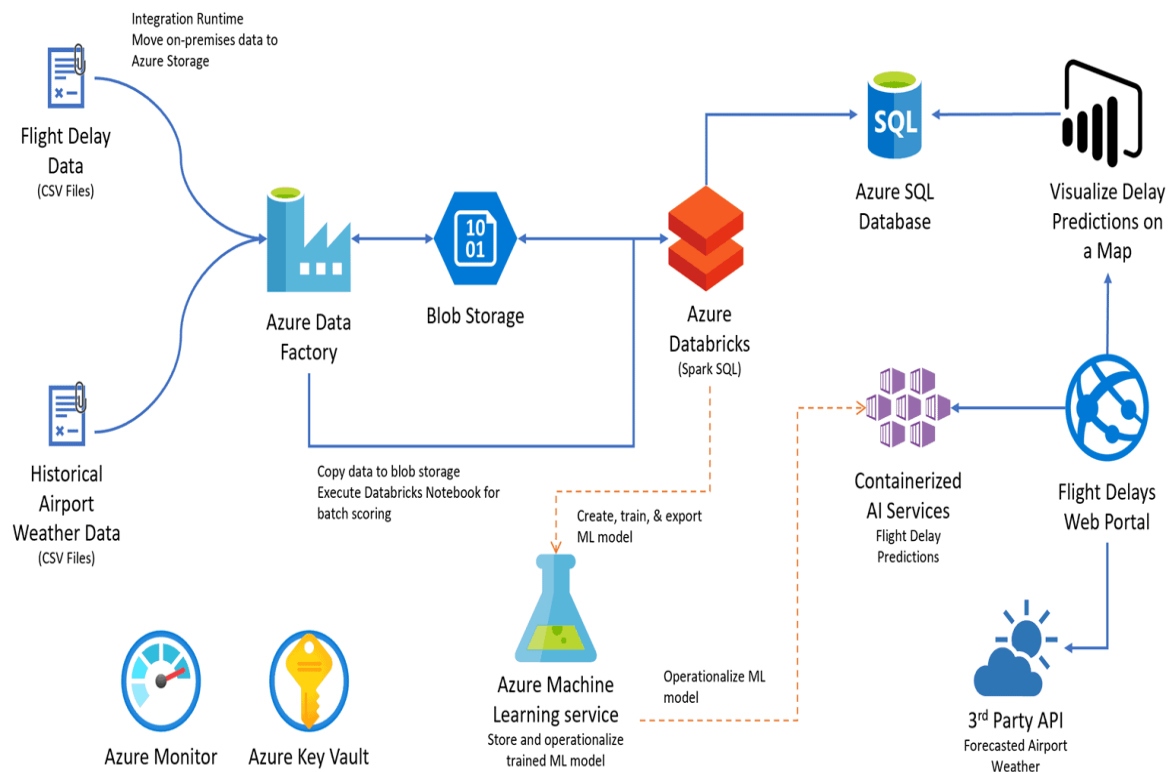 Integration Runtime
Move on-premises data to
Azure Storage
Flight Delay
Data
(CSV Files)
Historical
Airport
Weather Data
(CSV Files)
Azure Data
Factory
10
01
Blob Storage
Copy data to blob storage
Execute Databricks Notebook for
batch scoring
Azure
Databricks
(Spark SQL)
SQL
Azure SQL
Database
Visualize Delay
Predictions on
a Map
Containerized
AI Services
Flight Delay
Predictions
Flight Delays
Web Portal
Create, train, & export
ML model
Azure Machine
Learning service
Store and operationalize
trained ML model
Operationalize ML
model
3rd Party API
Forecasted Airport
Weather
Azure Monitor
Azure Key Vault